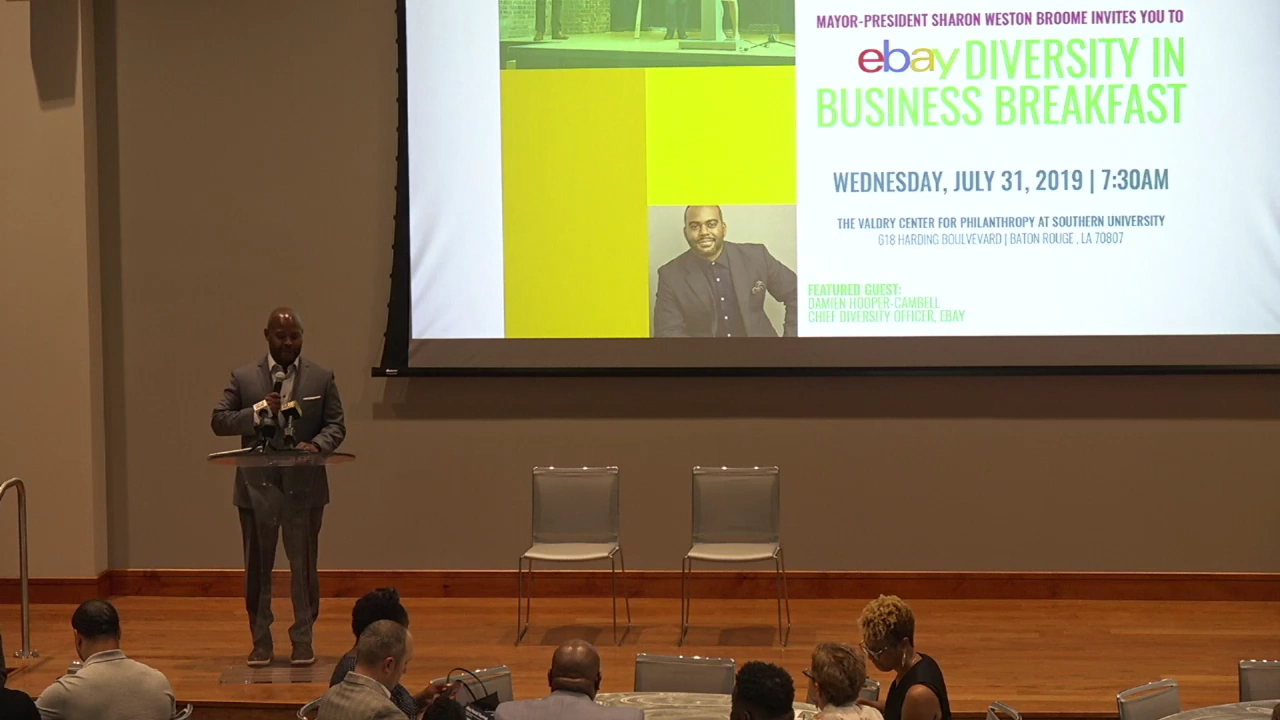 MAYOR-PRESIDENT SHARON WESTON BROOME INVITES YOU TO
ebay DIVERSITY IN
BUSINESS BREAKFAST
WEDNESDAY, JULY 31, 2019 | 7:30AM
THE VALDRY CENTER FOR PHILANTHROPY AT SOUTHERN UNIVERSITY
618 HARDING BOULVEVARD | BATON ROUGE , LA 70807
FEATURED GUEST:
DAMIEN HOOPER-CAMBELL
CHIEF DIVERSITY OFFICER, EBAY